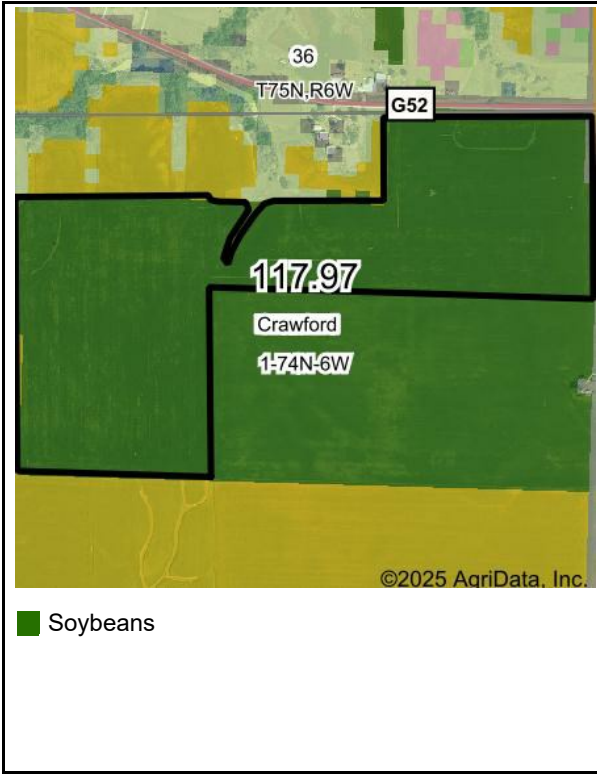 36
T75N,R6W
G52
117.97
Crawford
1-74N-6W
©2025 AgriData, Inc.
Soybeans